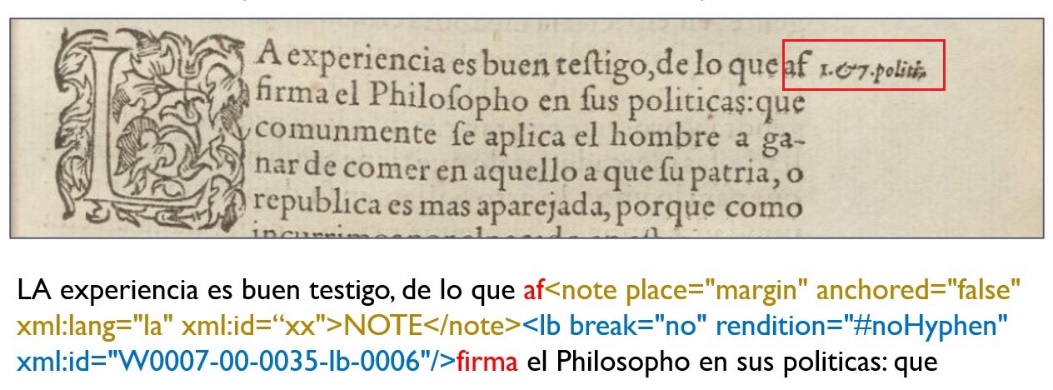 LA experiencia es buen teſtigo,de lo que af 1.&7.politi.
firma el Philoſopho en ſus politicas:que
comunmente ſe aplica el hombre a ga-
nar de comer en aquello a que ſu patria, o
republica es mas aparejada, porque como
LA experiencia es buen testigo, de lo que af<note place="margin" anchored="false"
xml:lang="la" xml:id=“xx">NOTE</note><lb break="no" rendition="#noHyphen"
xml:id="W0007-00-0035-lb-0006"/>firma el Philosopho en sus politicas: que